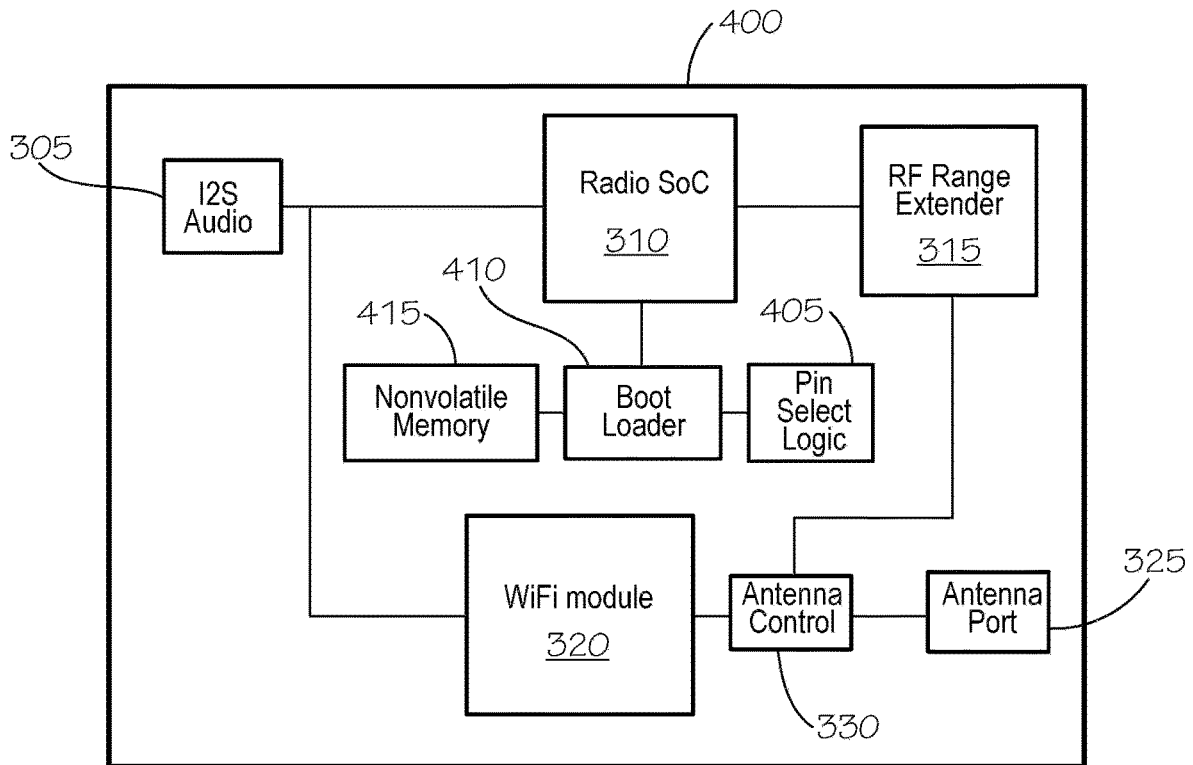 400
305
I2S
Audio
Radio SoC
310
RF Range
Extender
315
410
415
405
Nonvolatile
Memory
Boot
Loader
Pin
Select
Logic
WiFi module
320
Antenna
Control
Antenna
Port
325
330